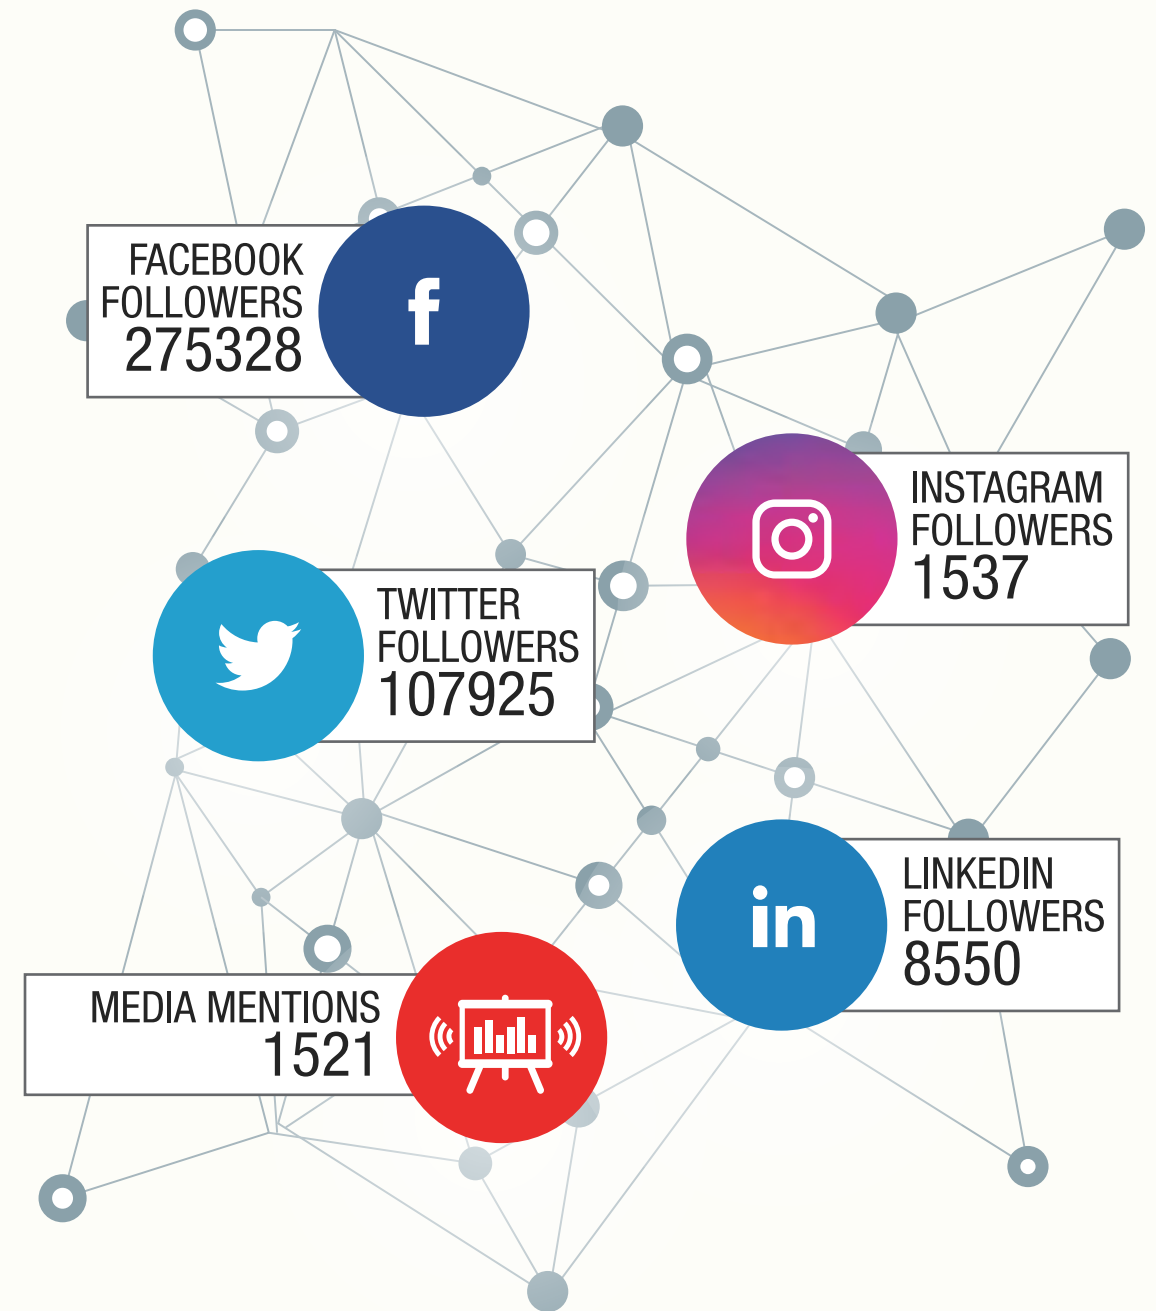 FACEBOOK
FOLLOWERS
275328
f
INSTAGRAM
FOLLOWERS
1537
TWITTER
FOLLOWERS
107925
in
LINKEDIN
FOLLOWERS
8550
MEDIA MENTIONS
1521